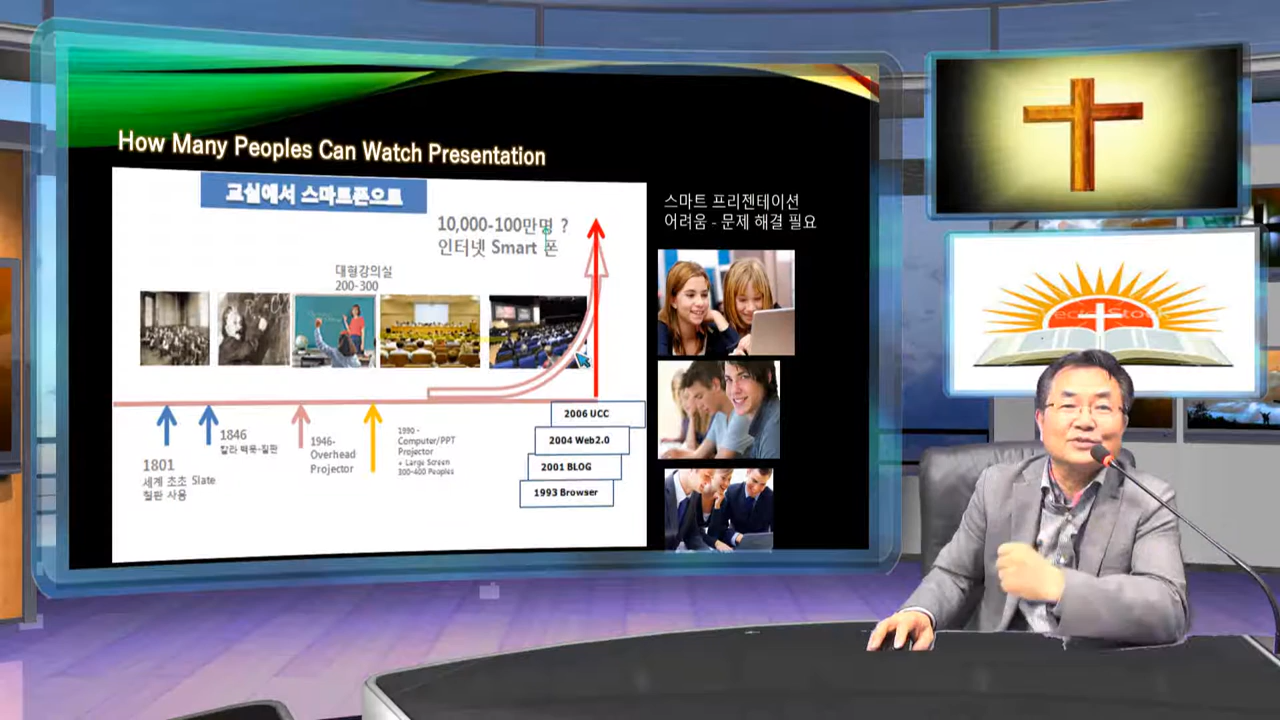 How Many Peoples Can Watch Presentation
교실에서 스마트폰으로
10,000-100만명 ?
인터넷 Smart 폰
대형강의실
200-300
1801
세계 초초 Slate
칠판 사용
1846
칼라 백묵-칠판
1946-
Overhead
Projector
1990 -
Computer/PPT
Projector
+ Large Screen
300-400 Peoples
2006 UCC
2004 Web2.0
2001 BLOG
1993 Browser
스마트 프리젠테이션
어려움 - 문제 해결 필요